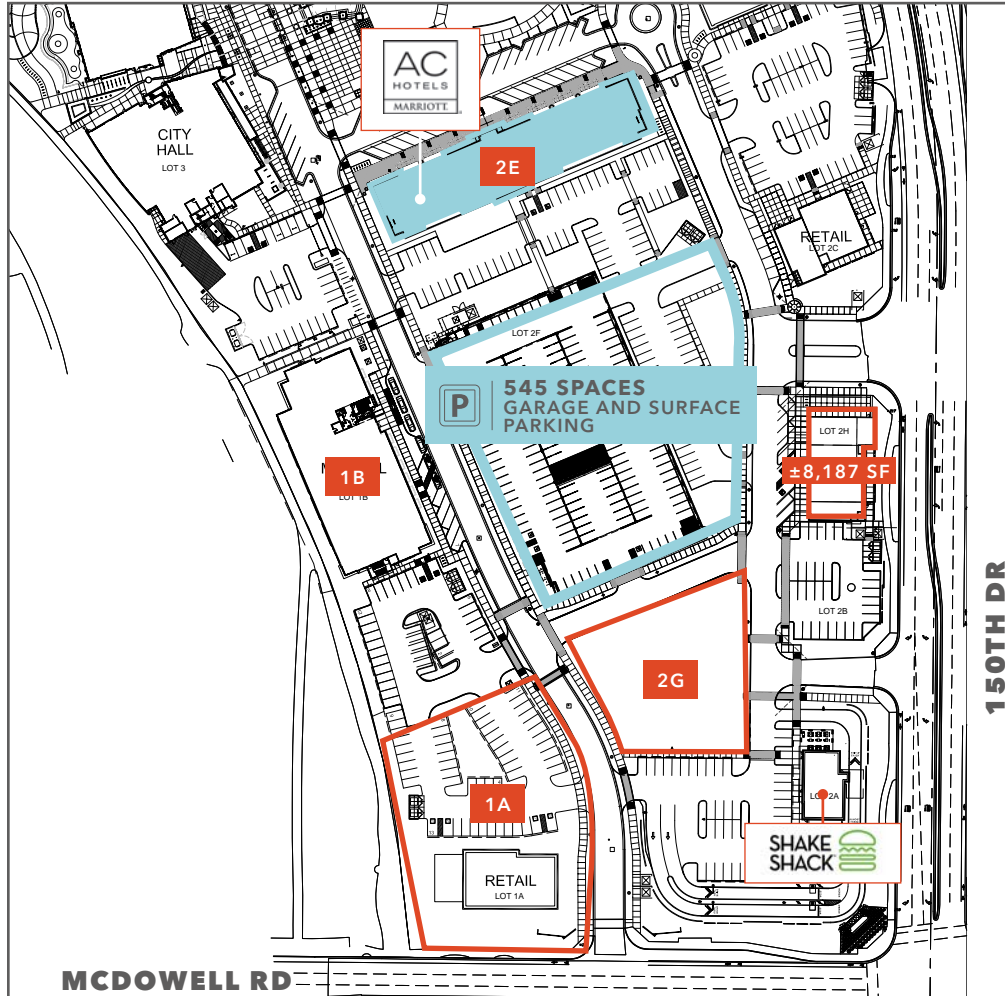 AC
HOTELS
MARRIOTT
CITY
HALL
LOT 3
2E
RETAIL
LOT 2C
LOT 2F
P
545 SPACES
GARAGE AND SURFACE
PARKING
LOT 2H
±8,187 SF
1B
LOT 1B
LOT 2B
150TH DR
2G
1A
LOT 2A
SHAKE
SHACK
RETAIL
LOT 1A
MCDOWELL RD